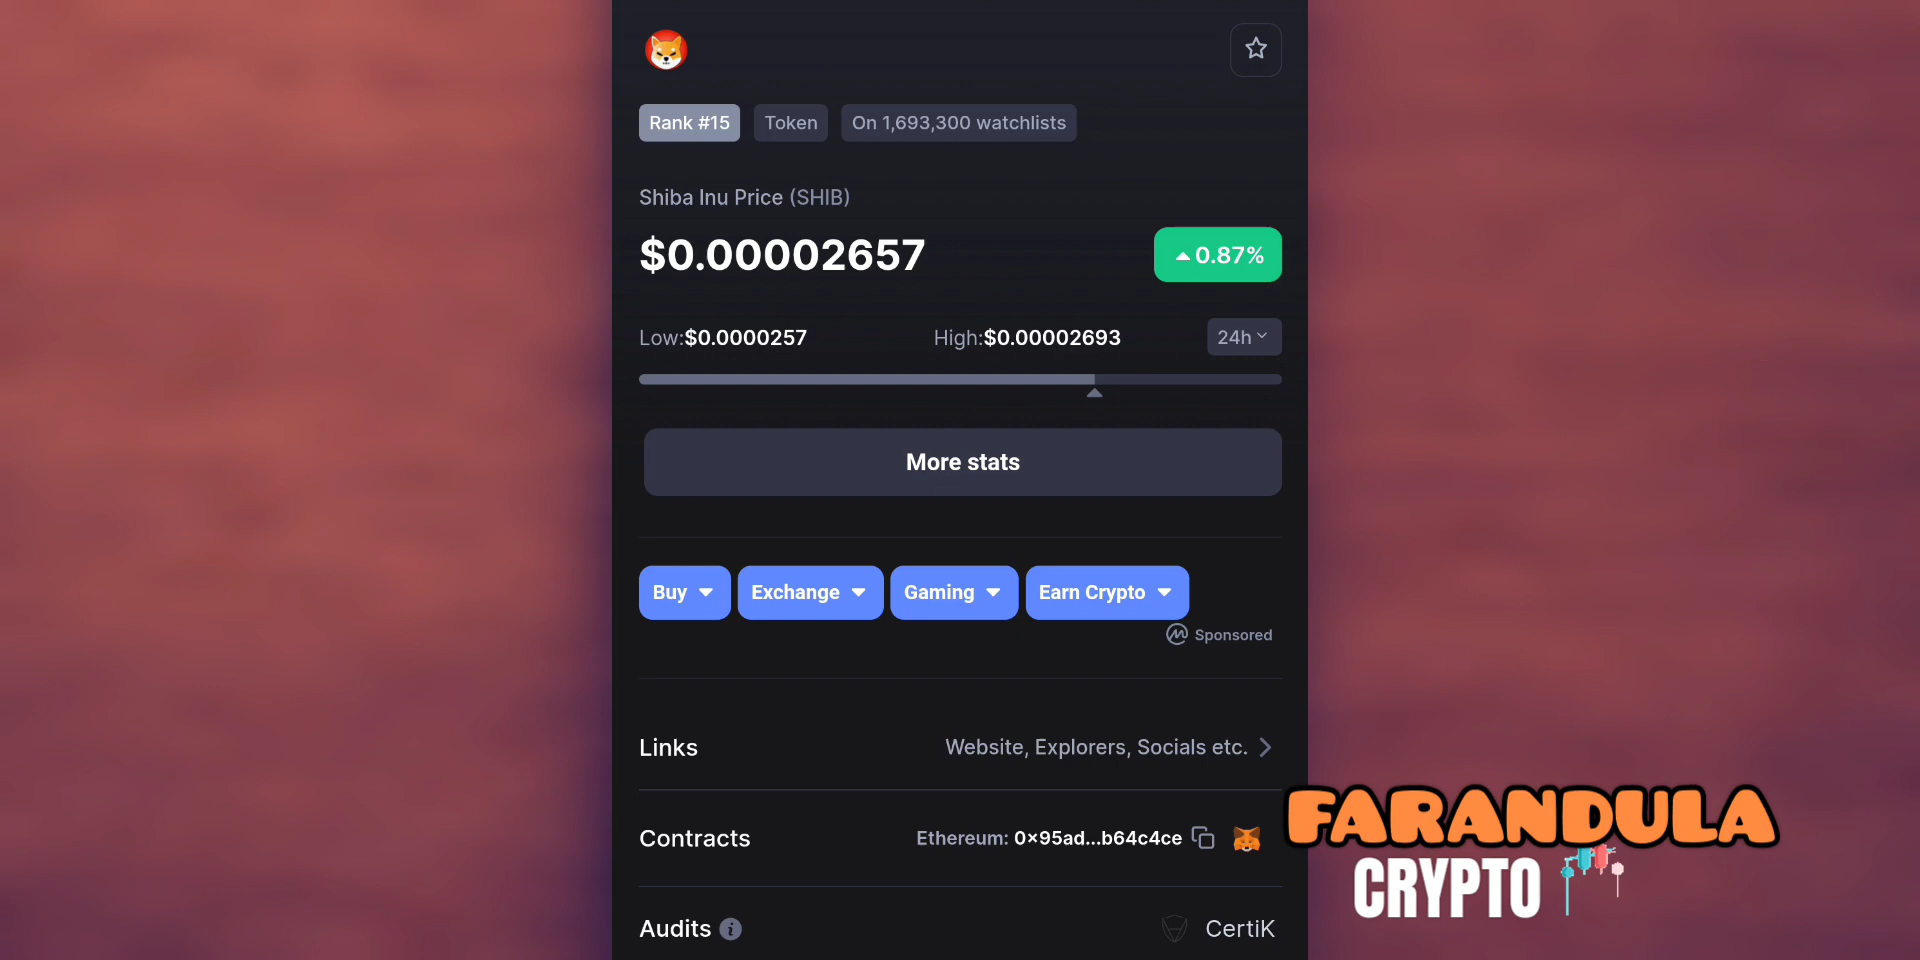 Rank #15 Token On 1,693,300 watchlists
Shiba Inu Price (SHIB)
$0.00002657 0.87%
Low:$0.0000257 High:$0.00002693 24h
More stats
Buy Exchange Gaming Earn Crypto
Sponsored
Links Website, Explorers, Socials etc.
Contracts Ethereum: 0x95ad...b64c4ce
Audits CertiK
FARANDULA
CRYPTO